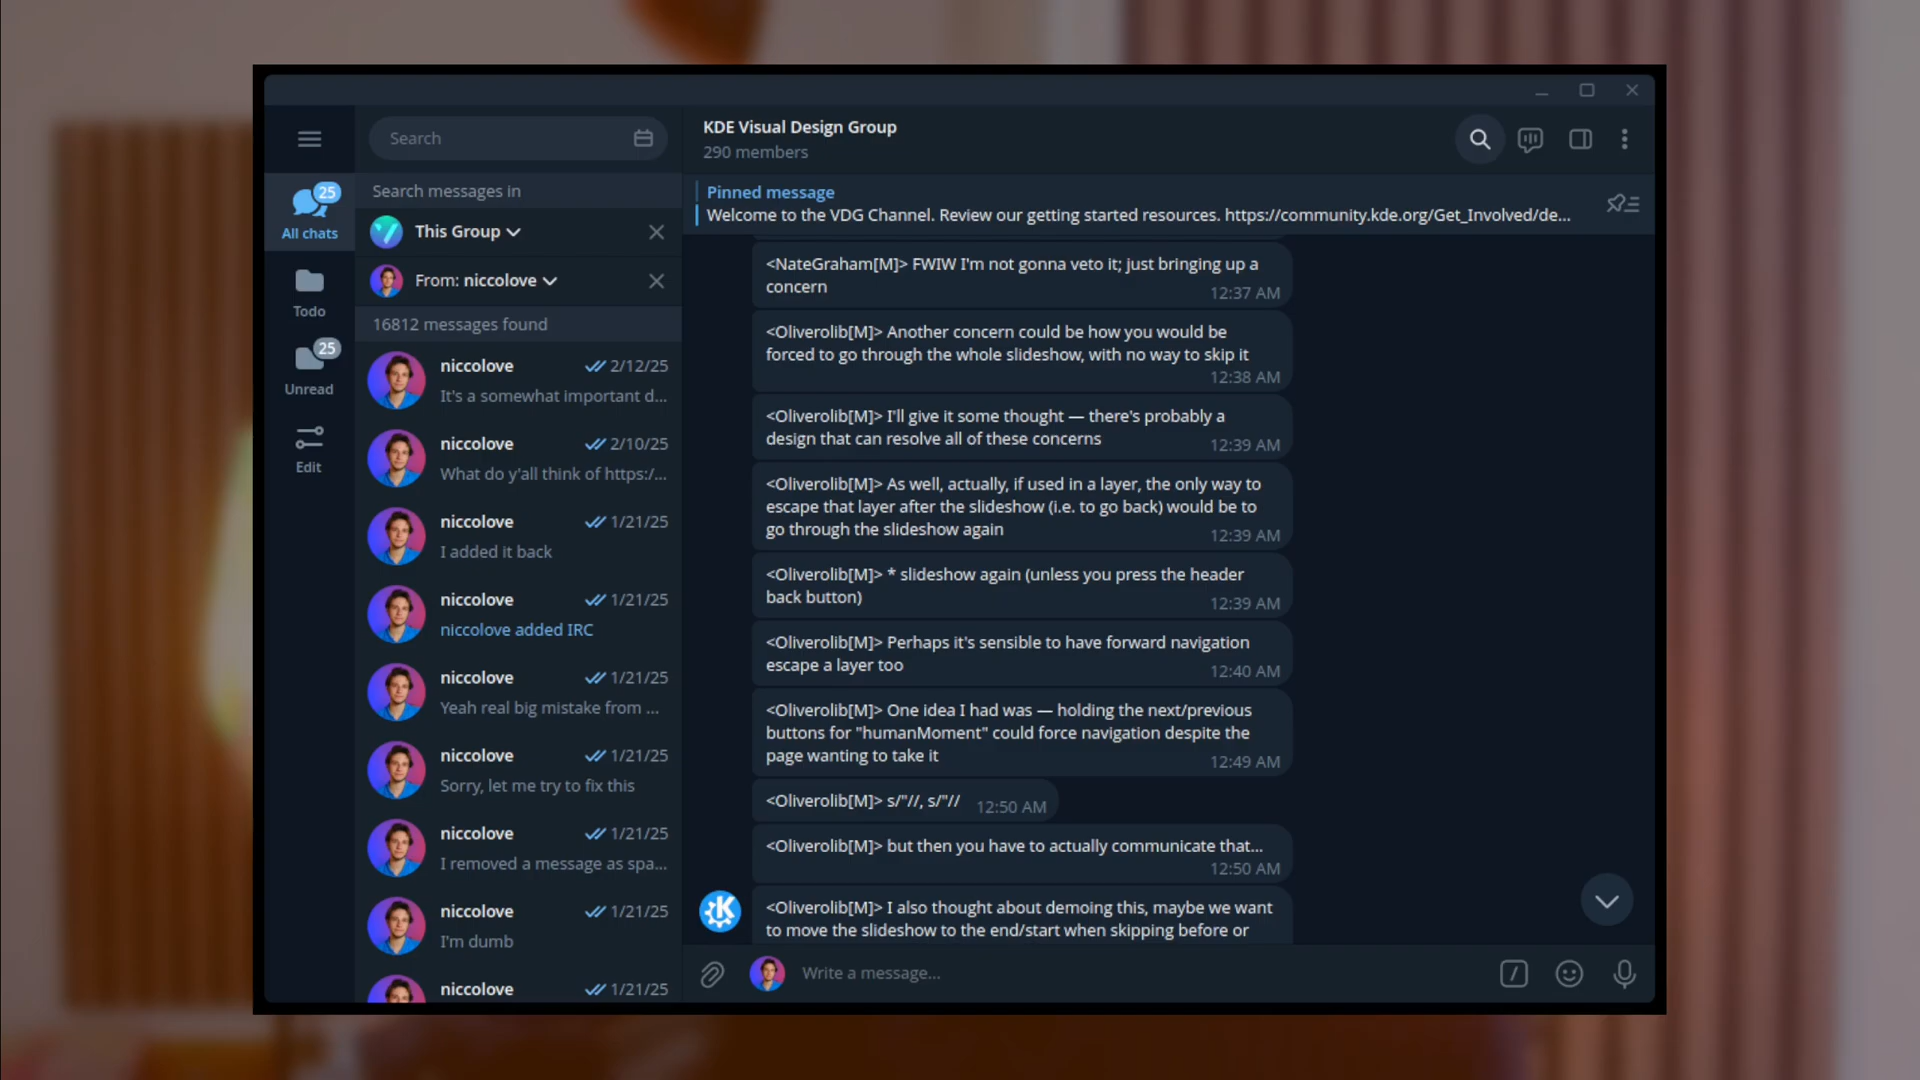 Search
25
All chats
Todo
25
Unread
Edit
Search messages in
This Group
From: niccolove
16812 messages found
niccolove 2/12/25
It's a somewhat important d...
niccolove 2/10/25
What do y'all think of https:/...
niccolove 1/21/25
I added it back
niccolove 1/21/25
niccolove added IRC
niccolove 1/21/25
Yeah real big mistake from ...
niccolove 1/21/25
Sorry, let me try to fix this
niccolove 1/21/25
I removed a message as spa...
niccolove 1/21/25
I'm dumb
niccolove 1/21/25
KDE Visual Design Group
290 members
Pinned message
Welcome to the VDG Channel. Review our getting started resources. https://community.kde.org/Get_Involved/de...
<NateGraham[M]> FWIW I'm not gonna veto it; just bringing up a
concern
12:37 AM
<Oliverolib[M]> Another concern could be how you would be
forced to go through the whole slideshow, with no way to skip it
12:38 AM
<Oliverolib[M]> I'll give it some thought — there's probably a
design that can resolve all of these concerns
12:39 AM
<Oliverolib[M]> As well, actually, if used in a layer, the only way to
escape that layer after the slideshow (i.e. to go back) would be to
go through the slideshow again
12:39 AM
<Oliverolib[M]> * slideshow again (unless you press the header
back button)
12:39 AM
<Oliverolib[M]> Perhaps it's sensible to have forward navigation
escape a layer too
12:40 AM
<Oliverolib[M]> One idea I had was — holding the next/previous
buttons for "humanMoment" could force navigation despite the
page wanting to take it
12:49 AM
<Oliverolib[M]> s/"//, s/"// 12:50 AM
<Oliverolib[M]> but then you have to actually communicate that...
12:50 AM
<Oliverolib[M]> I also thought about demoing this, maybe we want
to move the slideshow to the end/start when skipping before or
Write a message...